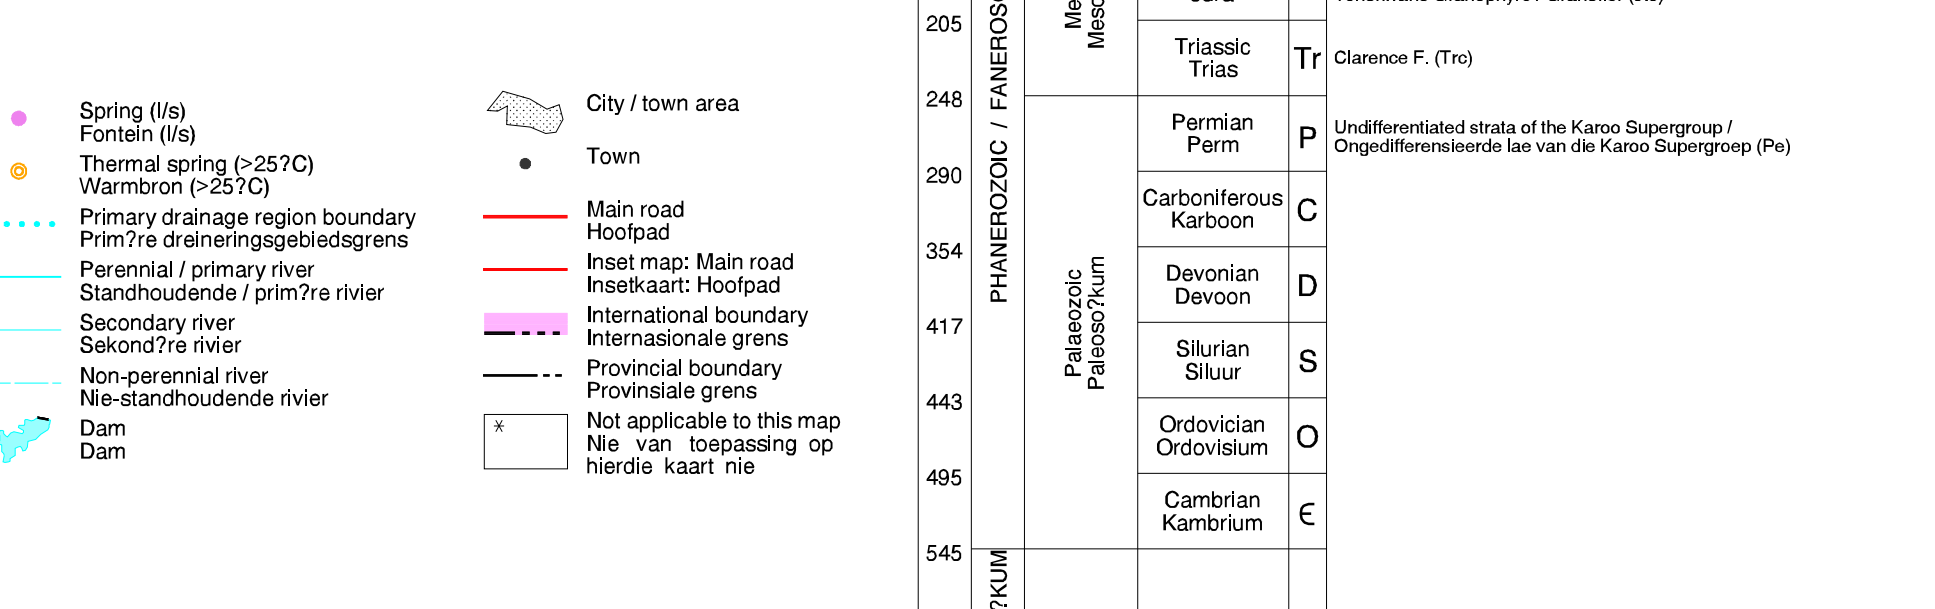 Spring (l/s)
Fontein (l/s)
Thermal spring (>25?C)
Warmbron (>25?C)
Primary drainage region boundary
Prim?re dreineringsgebiedsgrens
Perennial / primary river
Standhoudende / prim?re rivier
Secondary river
Sekond?re rivier
Non-perennial river
Nie-standhoudende rivier
Dam
Dam
City / town area
Town
Main road
Hoofpad
Inset map: Main road
Insetkaart: Hoofpad
International boundary
Internasionale grens
Provincial boundary
Provinsiale grens
*
Not applicable to this map
Nie van toepassing op
hierdie kaart nie
205
248
290
354
417
443
495
545
PHANEROZOIC /
?KUM
Palaeozoic
Paleoso?kum
Triassic
Trias
Tr
Clarence F. (Trc)
Permian
Perm
P
Undifferentiated strata of the Karoo Supergroup /
Ongedifferensieerde lae van die Karoo Supergroep (Pe)
Carboniferous
Karboon
C
Devonian
Devoon
D
Silurian
Siluur
S
Ordovician
Ordovisium
O
Cambrian
Kambrium
Є